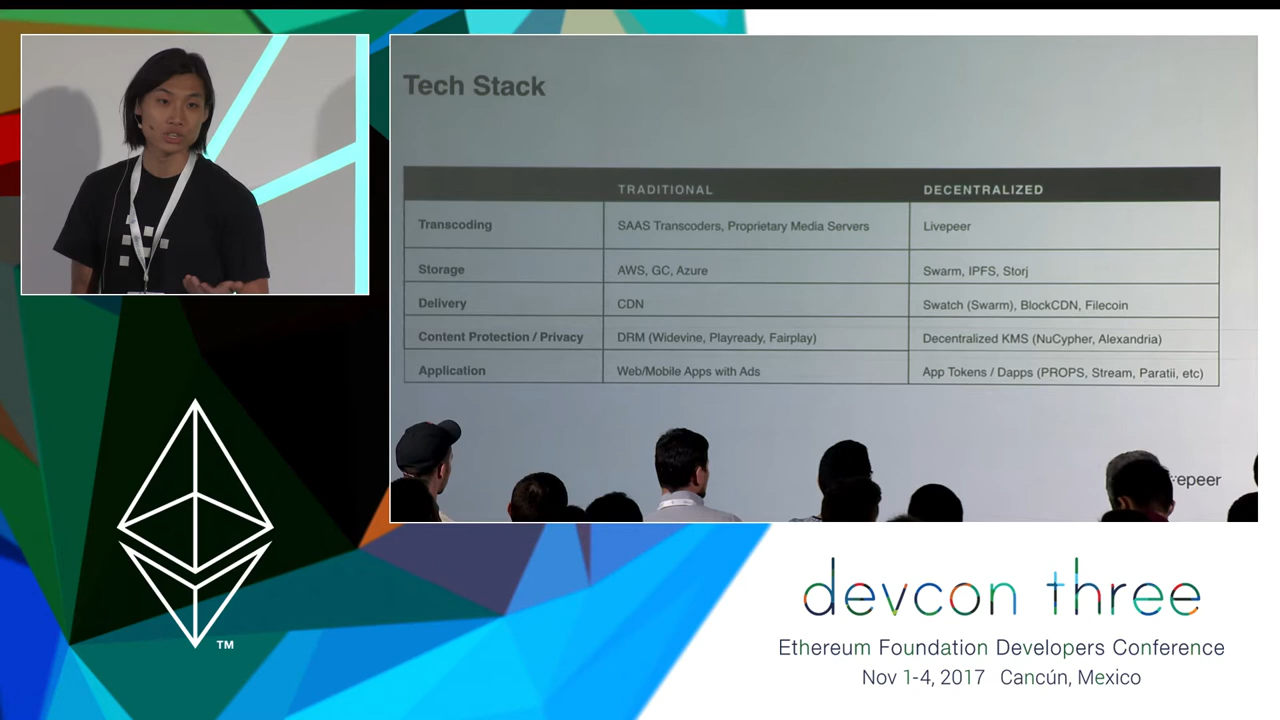 Tech Stack
TRADITIONAL DECENTRALIZED
Transcoding SAAS Transcoders, Proprietary Media Servers Livepeer
Storage AWS, GC, Azure Swarm, IPFS, Storj
Delivery CDN Swatch (Swarm), BlockCDN, Filecoin
Content Protection / Privacy DRM (Widevine, Playready, Fairplay) Decentralized KMS (NuCypher, Alexandria)
Application Web/Mobile Apps with Ads App Tokens / Dapps (PROPS, Stream, Paratii, etc)
epeer
TM
devcon three
Ethereum Foundation Developers Conference
Nov 1-4, 2017 Cancún, Mexico